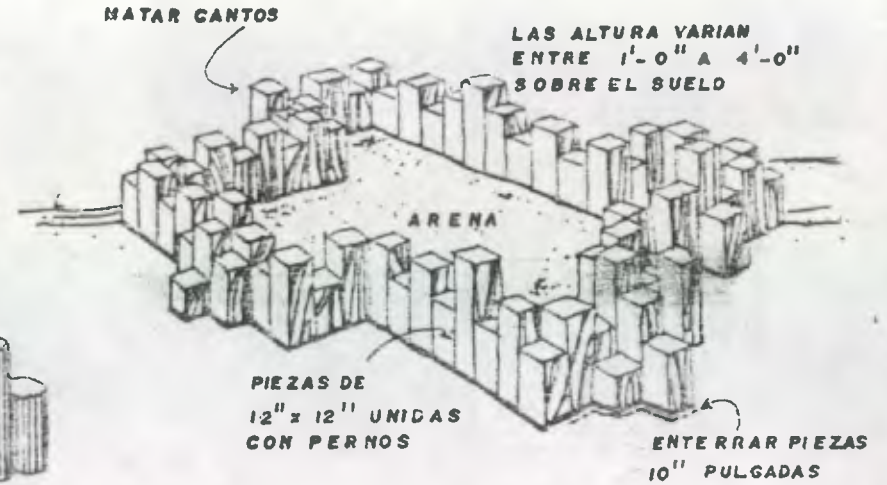 MATAR CANTOS
LAS ALTURA VARIAN
ENTRE 1'-0" A 4'-0"
SOBRE EL SUELO
ARENA
PIEZAS DE
12" x 12" UNIDAS
CON PERNOS
ENTERRAR PIEZAS
10" PULGADAS